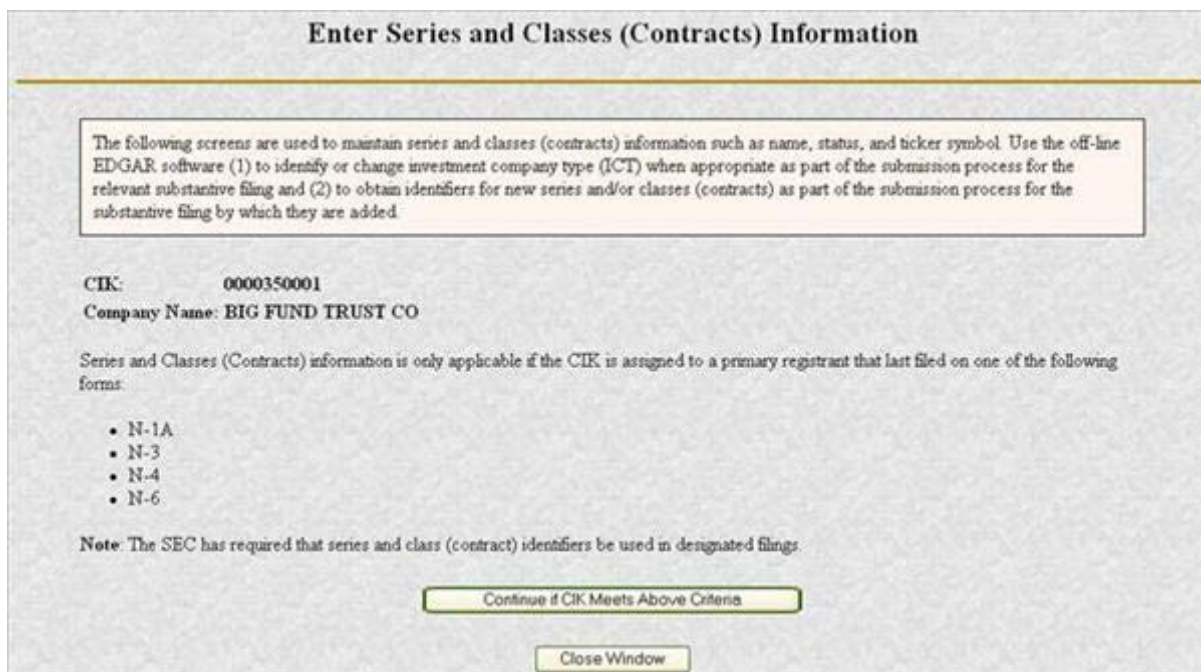 Enter Series and Classes (Contracts) Information
The following screens are used to maintain series and classes (contracts) information such as name, status, and ticker symbol. Use the off-line
EDGAR software (1) to identify or change investment company type (ICT) when appropriate as part of the submission process for the
relevant substantive filing and (2) to obtain identifiers for new series and/or classes (contracts) as part of the submission process for the
substantive filing by which they are added.
CIK: 0000350001
Company Name: BIG FUND TRUST CO
Series and Classes (Contracts) information is only applicable if the CIK is assigned to a primary registrant that last filed on one of the following
forms:
• N-1A
• N-3
• N-4
• N-6
Note: The SEC has required that series and class (contract) identifiers be used in designated filings.
Continue if CIK Meets Above Criteria
Close Window